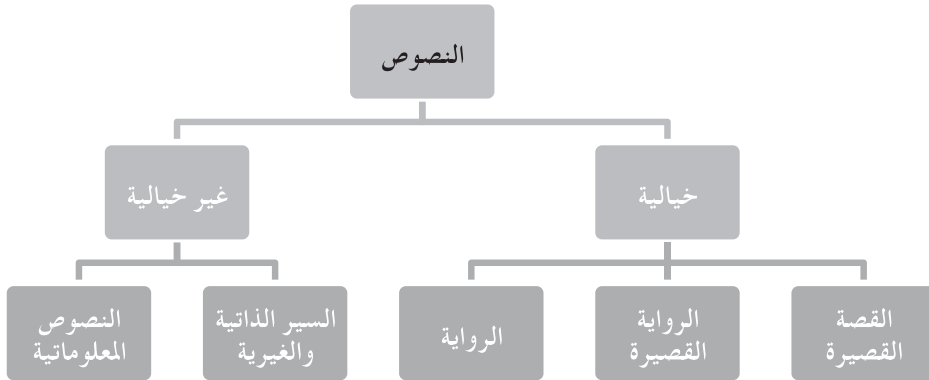 النصوص
خيالية
غير خيالية
القصة
القصيرة
الرواية
القصيرة
الرواية
السير الذاتية
والغيرية
النصوص
المعلوماتية